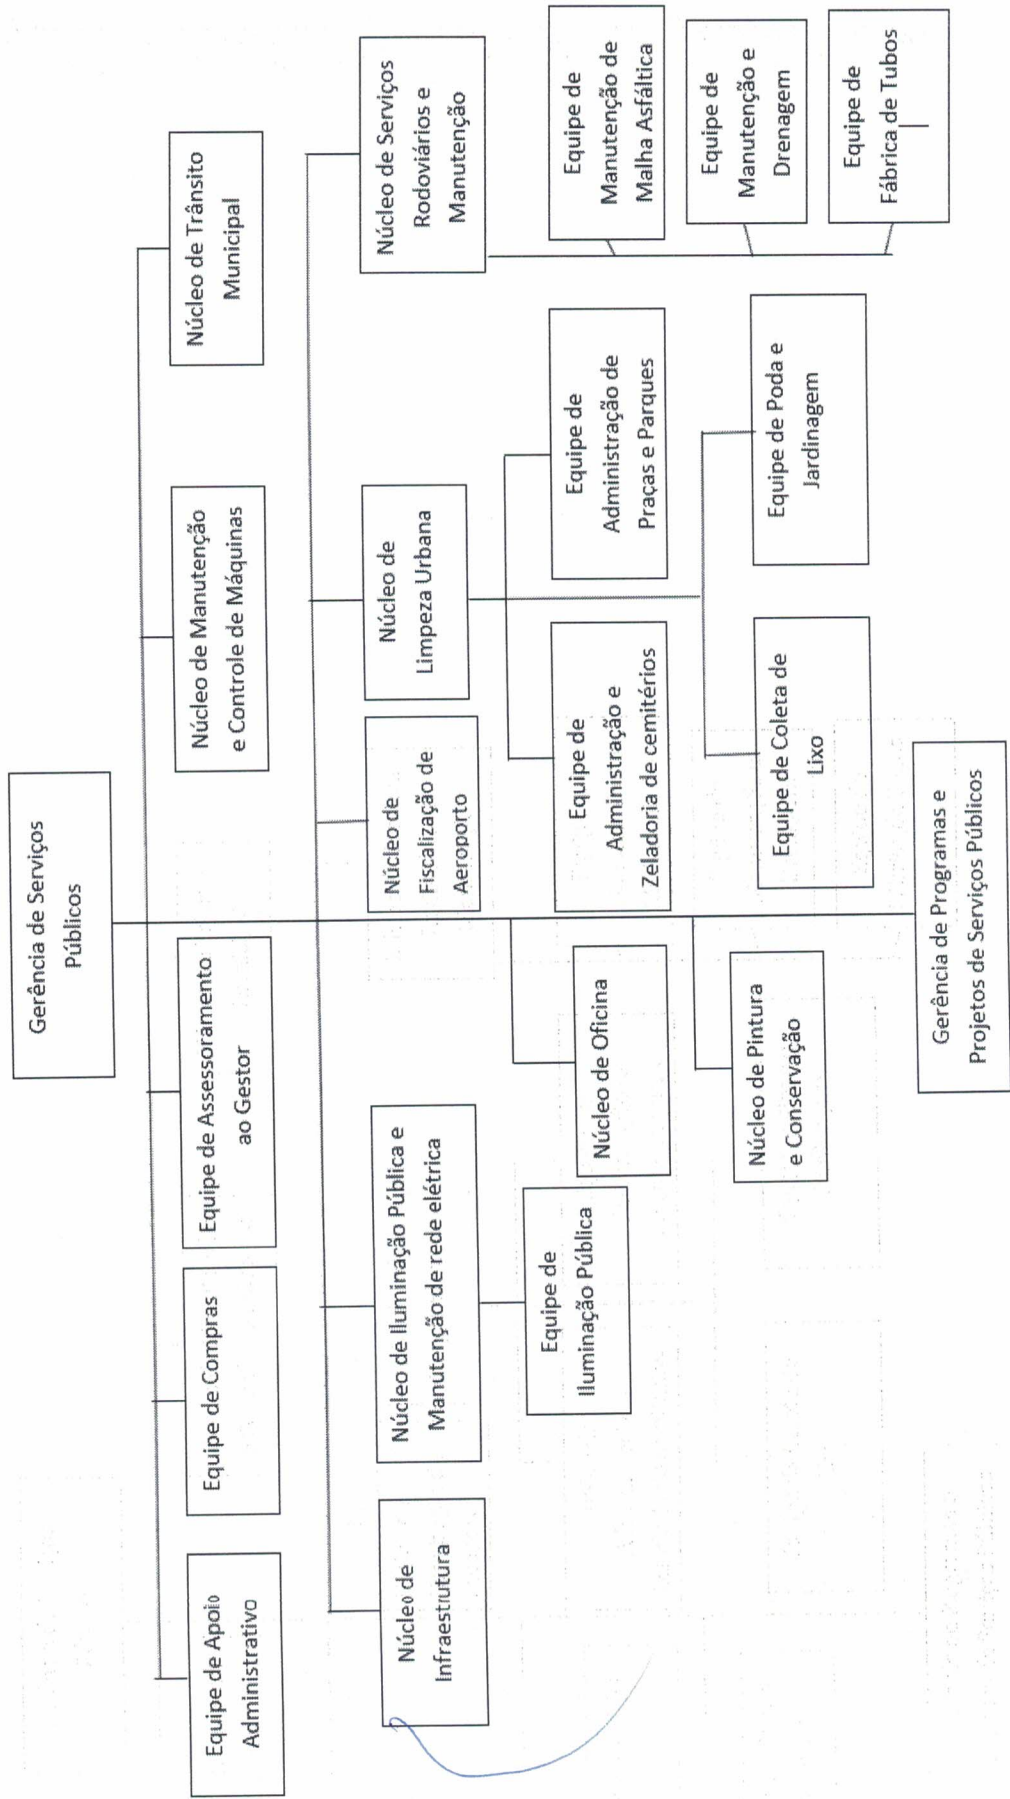 Gerência de Serviços
Públicos
Equipe de Apoio
Administrativo
Equipe de Compras
Equipe de Assessoramento
ao Gestor
Núcleo de Manutenção
e Controle de Máquinas
Núcleo de Trânsito
Municipal
Núcleo de
Infraestrutura
Núcleo de Iluminação Pública e
Manutenção de rede elétrica
Núcleo de
Fiscalização de
Aeroporto
Núcleo de
Limpeza Urbana
Núcleo de Serviços
Rodoviários e
Manutenção
Equipe de
Iluminação Pública
Núcleo de Oficina
Equipe de
Administração e
Zeladoria de cemitérios
Equipe de
Administração de
Praças e Parques
Equipe de
Manutenção de
Malha Asfáltica
Equipe de
Manutenção e
Drenagem
Equipe de
Fábrica de Tubos
Núcleo de Pintura
e Conservação
Equipe de Coleta de
Lixo
Equipe de Poda e
Jardinagem
Gerência de Programas e
Projetos de Serviços Públicos